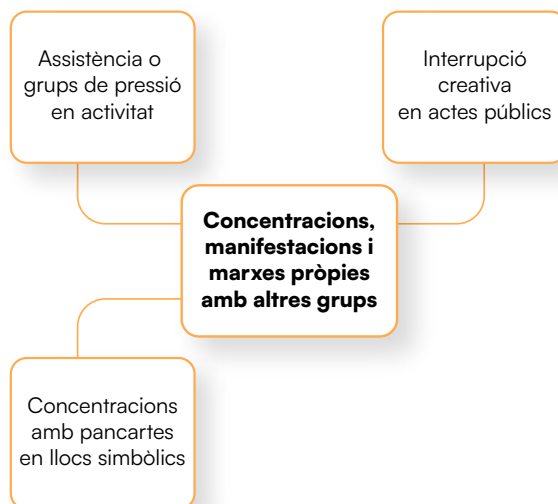 Assistència o
grups de pressió
en activitat
Interrupció
creativa
en actes públics
Concentracions,
manifestacions i
marxes pròpies
amb altres grups
Concentracions
amb pancartes
en llocs simbòlics